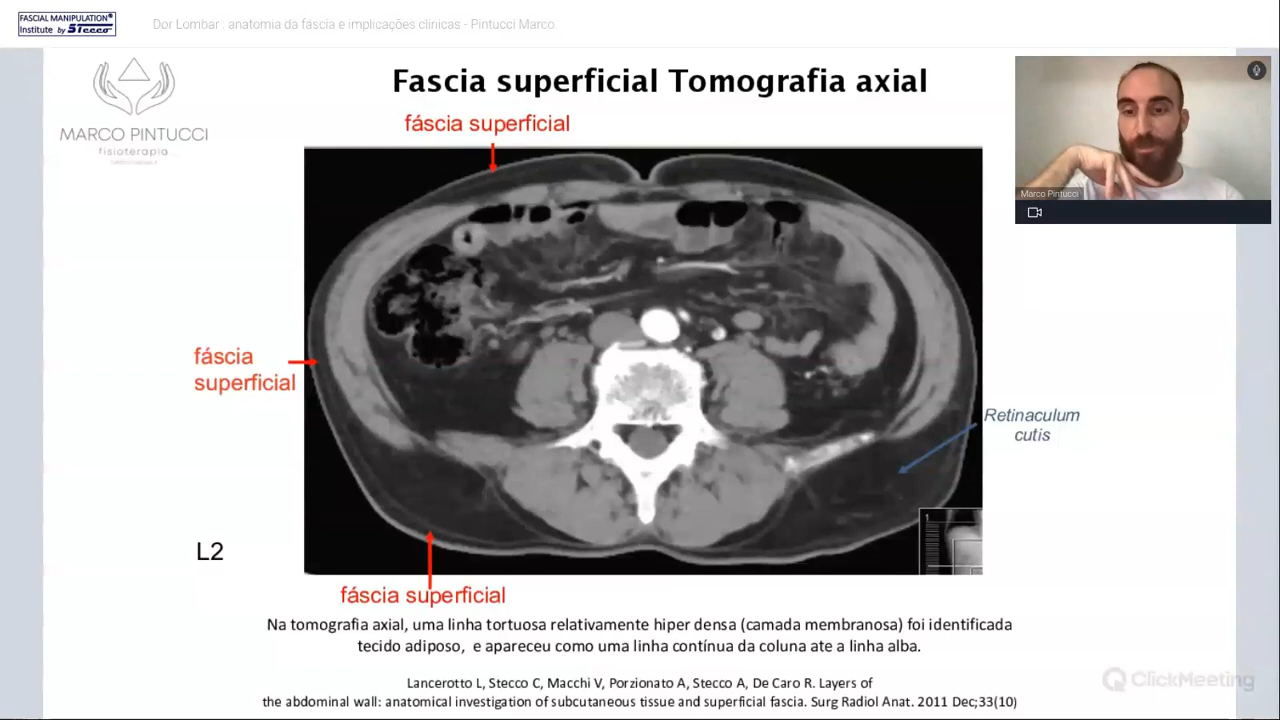 FASCIAL MANIPULATION®
Institute by Stecco®
Dor Lombar : anatomia da fáscia e implicações clinicas - Pintucci Marco
MARCO PINTUCCI
fisioterapia
Fascia superficial Tomografia axial
fáscia superficial
Marco Pintucci
fáscia
superficial
Retinaculum
cutis
1
L2
fáscia superficial
Na tomografia axial, uma linha tortuosa relativamente hiper densa (camada membranosa) foi identificada
tecido adiposo, e apareceu como uma linha contínua da coluna ate a linha alba.
Lancerotto L, Stecco C, Macchi V, Porzionato A, Stecco A, De Caro R. Layers of
the abdominal wall: anatomical investigation of subcutaneous tissue and superficial fascia. Surg Radiol Anat. 2011 Dec;33(10)
ClickMeeting